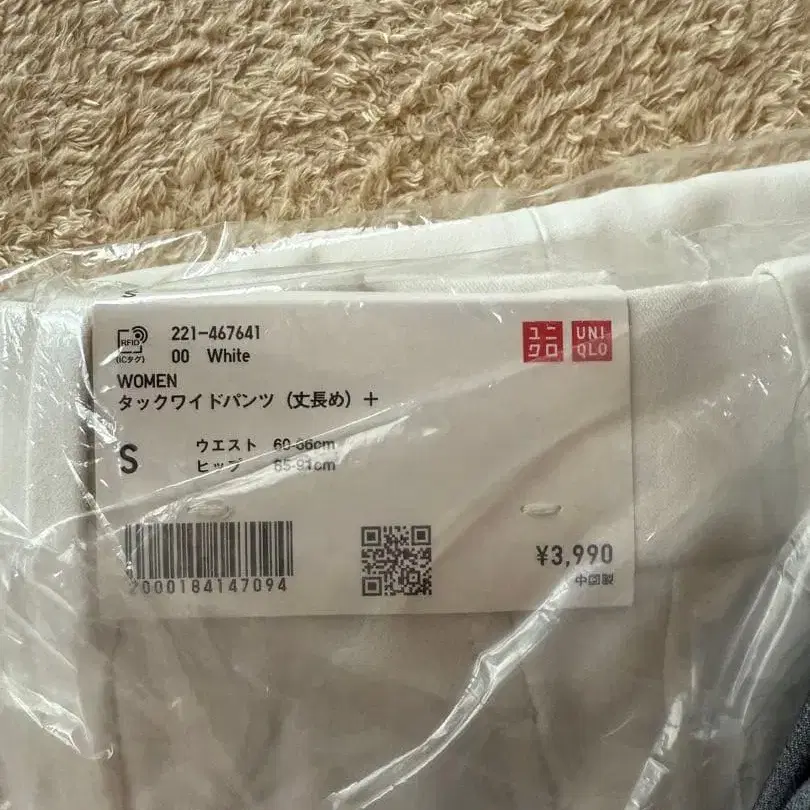 S
RFID
(ICタグ)
221-467641
00 White
ユニ
クロ
UNI
QLO
WOMEN
タックワイドパンツ (丈長め) +
S
ウエスト 60-66cm
ヒップ 85-91cm
2000184147094
¥3,990
中国製